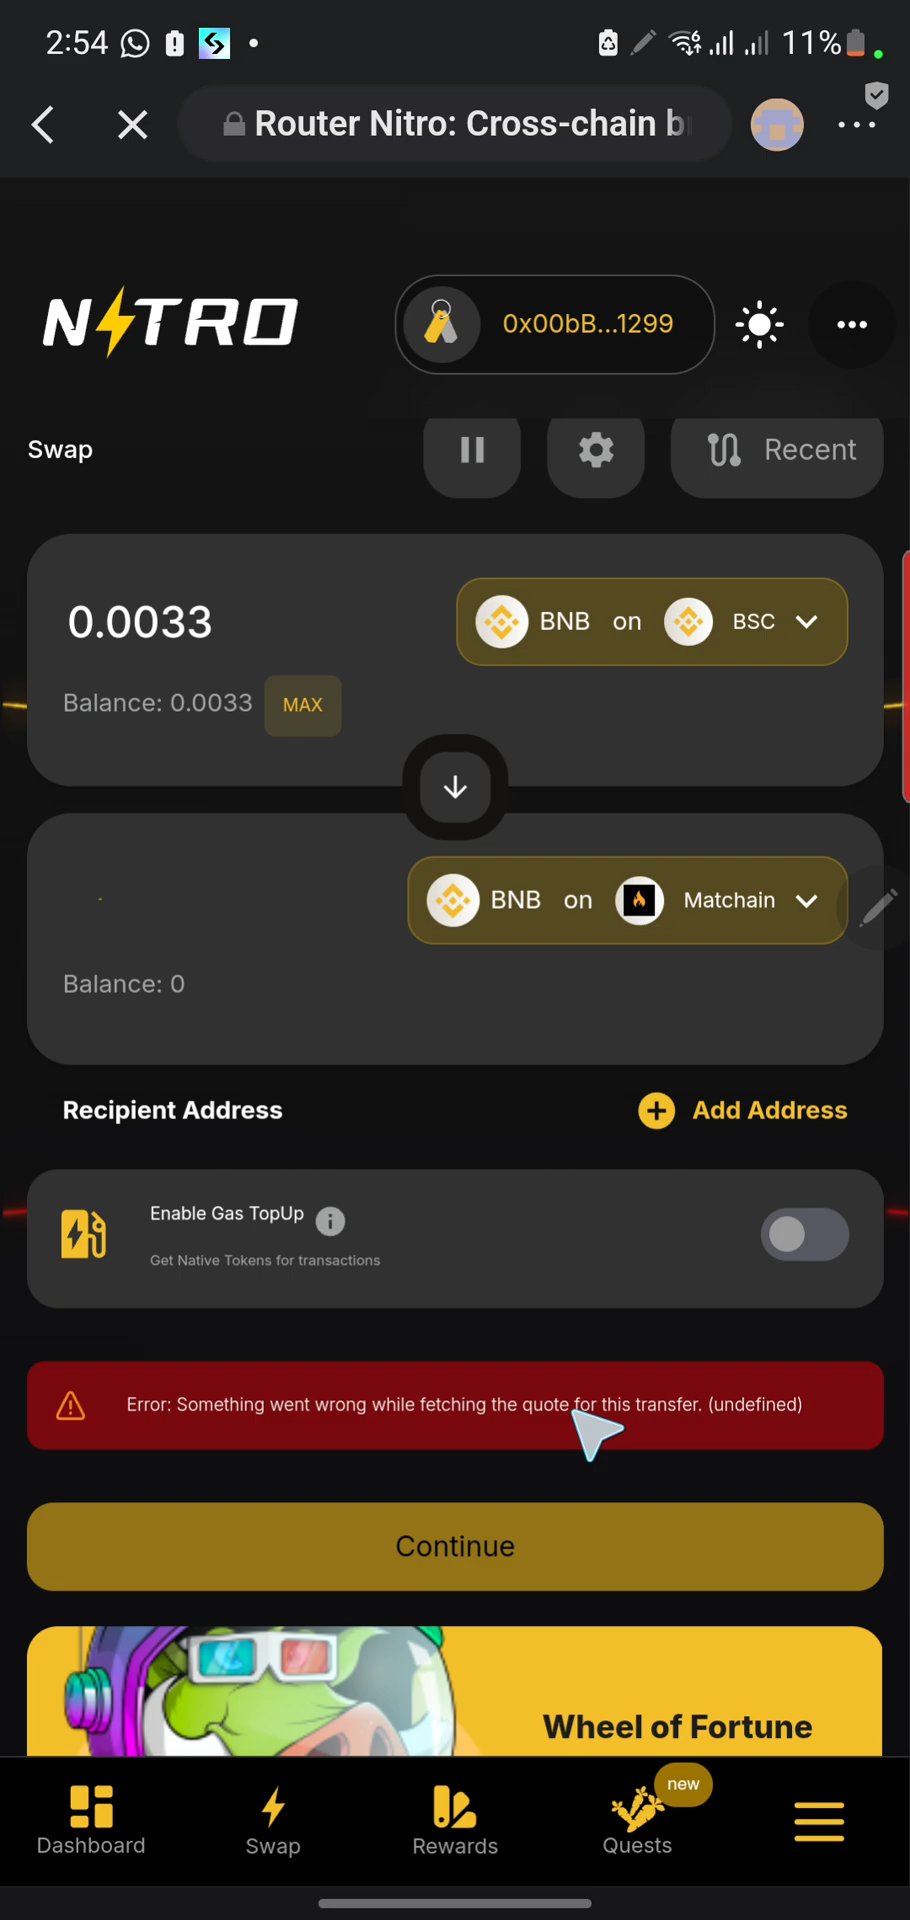 2:54
11%
Router Nitro: Cross-chain b
NITRO
0x00bB...1299
Swap
Recent
0.0033
BNB on BSC
Balance: 0.0033 MAX
BNB on Matchain
Balance: 0
Recipient Address
Add Address
Enable Gas TopUp
Get Native Tokens for transactions
Error: Something went wrong while fetching the quote for this transfer. (undefined)
Continue
Wheel of Fortune
new
Dashboard
Swap
Rewards
Quests